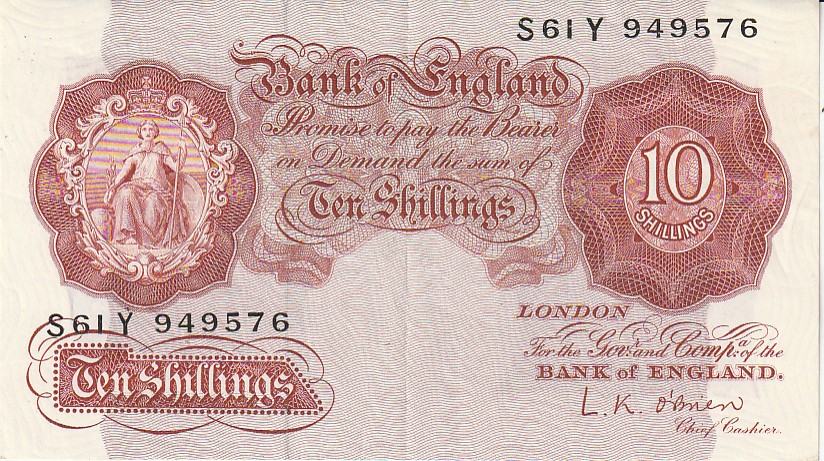 S61Y 949576
Bank of England
I Promise to pay the Bearer
on Demand the sum of
Ten Shillings
10
SHILLINGS
S61Y 949576
Ten Shillings
LONDON
For the Govr. and Compa. of the
BANK of ENGLAND.
L. K. O'Brien
Chief Cashier.